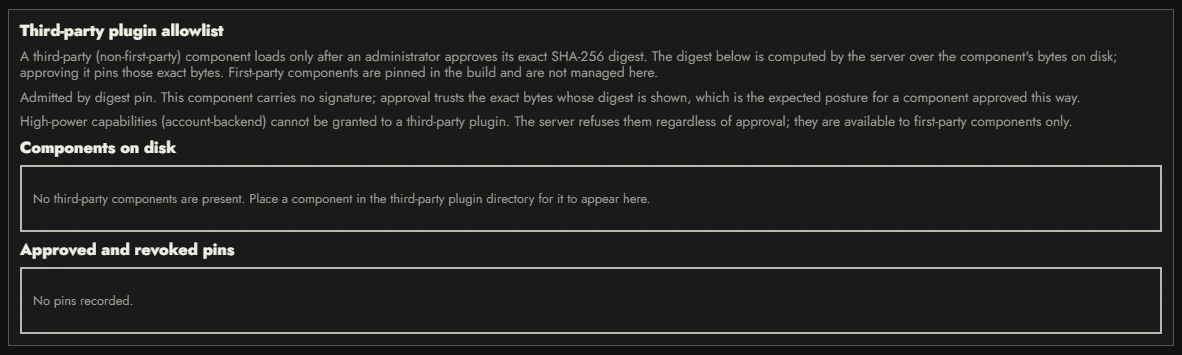 Third-party plugin allowlist
A third-party (non-first-party) component loads only after an administrator approves its exact SHA-256 digest. The digest below is computed by the server over the component's bytes on disk;
approving it pins those exact bytes. First-party components are pinned in the build and are not managed here.
Admitted by digest pin. This component carries no signature; approval trusts the exact bytes whose digest is shown, which is the expected posture for a component approved this way.
High-power capabilities (account-backend) cannot be granted to a third-party plugin. The server refuses them regardless of approval; they are available to first-party components only.
Components on disk
No third-party components are present. Place a component in the third-party plugin directory for it to appear here.
Approved and revoked pins
No pins recorded.